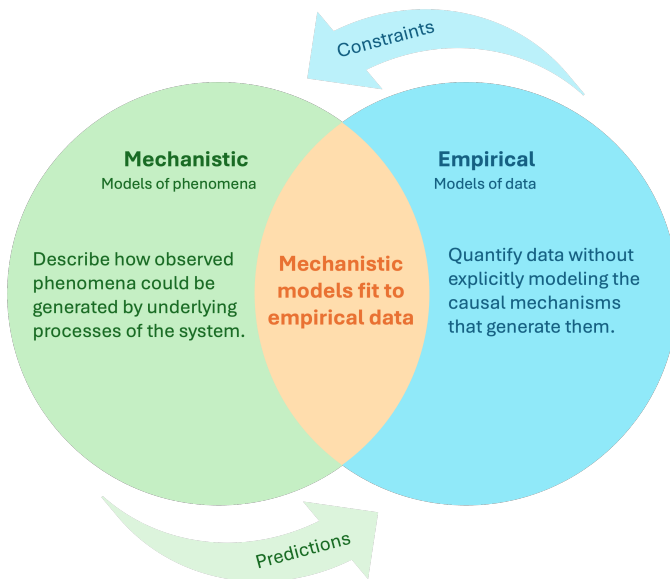 Constraints
Mechanistic
Models of phenomena
Describe how observed
phenomena could be
generated by underlying
processes of the system.
Mechanistic
models fit to
empirical data
Empirical
Models of data
Quantify data without
explicitly modeling the
causal mechanisms
that generate them.
Predictions